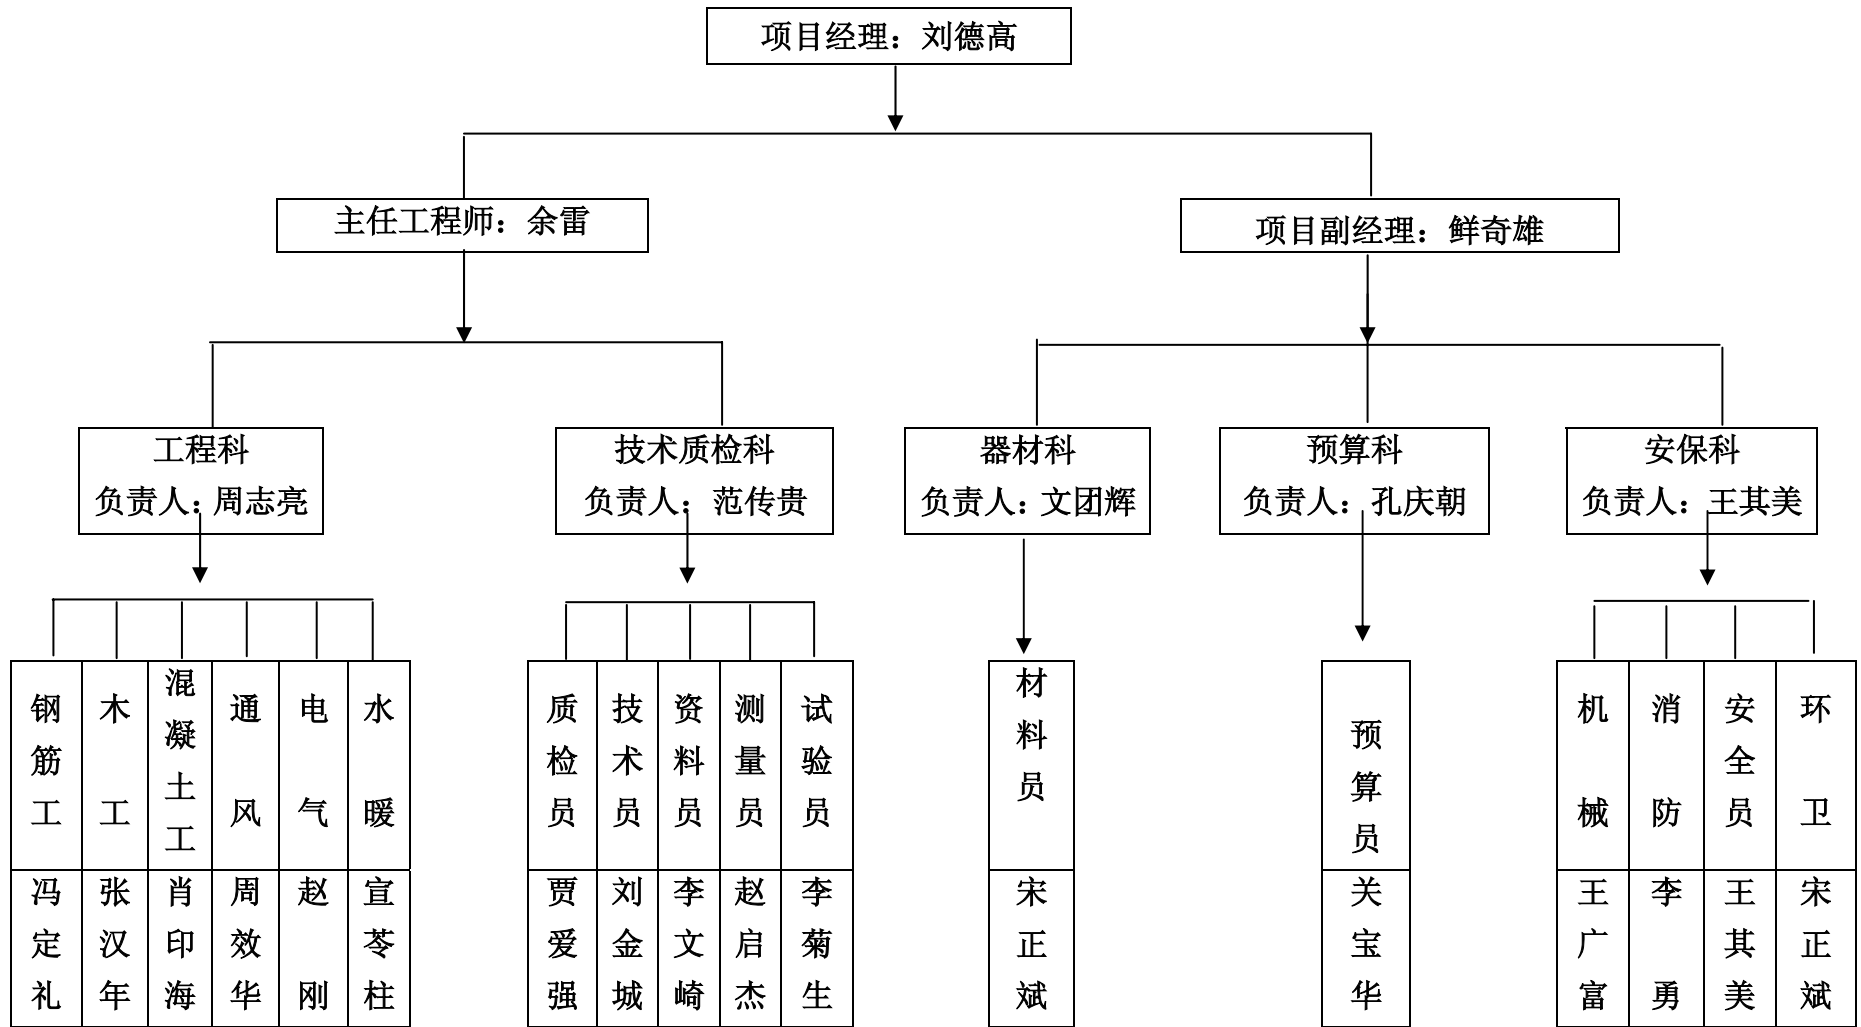 项目经理：刘德高
主任工程师：余雷
项目副经理：鲜奇雄
工程科
负责人：周志亮
技术质检科
负责人：范传贵
器材科
负责人：文团辉
预算科
负责人：孔庆朝
安保科
负责人：王其美
钢筋工
木工
混凝土工
通风
电气
水暖
质检员
技术员
资料员
测量员
试验员
材料员
预算员
机械
消防
安全员
环卫
冯定礼
张汉年
肖印海
周效华
赵刚
宣苓柱
贾爱强
刘金城
李文崎
赵启杰
李菊生
宋正斌
关宝华
王广富
李勇
王其美
宋正斌